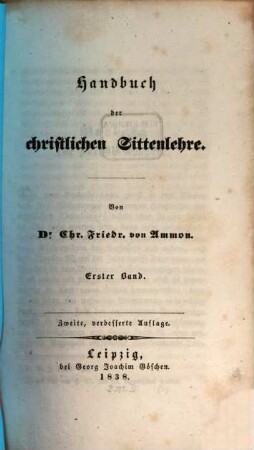 Handbuch
der
christlichen Sittenlehre.
Von
Dr Chr. Friedr. von Ammon.
Erster Band.
Zweite, verbesserte Auflage.
Leipzig,
bei Georg Joachim Göschen.
1838.